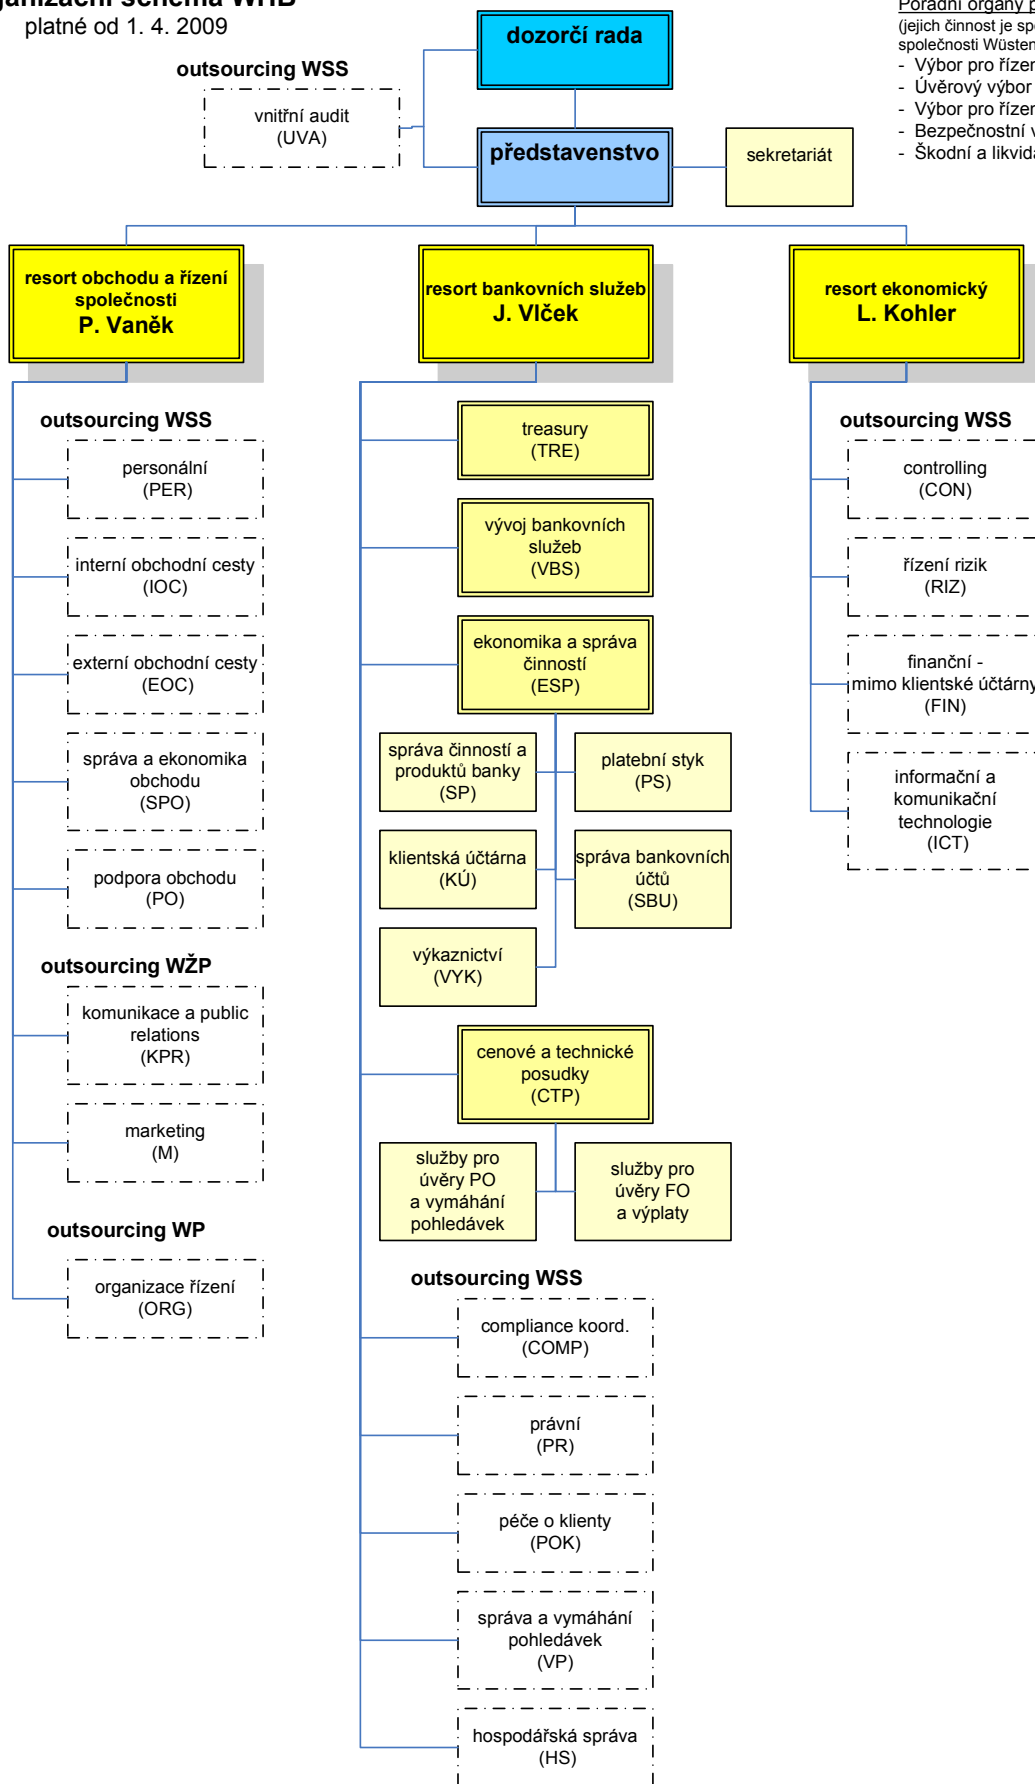 organizační schéma WHB
platné od 1. 4. 2009
Poradní orgány
(jejich činnost je
společnosti
- Výbor pro
- Úvěrový výbor
- Výbor pro
- Bezpečnostní
- Škodní a
dozorčí rada
outsourcing WSS
vnitřní audit
(UVA)
představenstvo
sekretariát
resort obchodu a řízení
společnosti
P. Vaněk
resort bankovních služeb
J. Vlček
resort ekonomický
L. Kohler
outsourcing WSS
personální
(PER)
interní obchodní cesty
(IOC)
externí obchodní cesty
(EOC)
správa a ekonomika
obchodu
(SPO)
podpora obchodu
(PO)
outsourcing WŽP
komunikace a public
relations
(KPR)
marketing
(M)
outsourcing WP
organizace řízení
(ORG)
treasury
(TRE)
vývoj bankovních
služeb
(VBS)
ekonomika a správa
činností
(ESP)
správa činností a
produktů banky
(SP)
platební styk
(PS)
klientská účtárna
(KÚ)
správa bankovních
účtů
(SBU)
výkaznictví
(VYK)
cenové a technické
posudky
(CTP)
služby pro
úvěry PO
a vymáhání
pohledávek
služby pro
úvěry FO
a výplaty
outsourcing WSS
compliance koord.
(COMP)
právní
(PR)
péče o klienty
(POK)
správa a vymáhání
pohledávek
(VP)
hospodářská správa
(HS)
outsourcing WSS
controlling
(CON)
řízení rizik
(RIZ)
finanční -
mimo klientské účtárny
(FIN)
informační a
komunikační
technologie
(ICT)